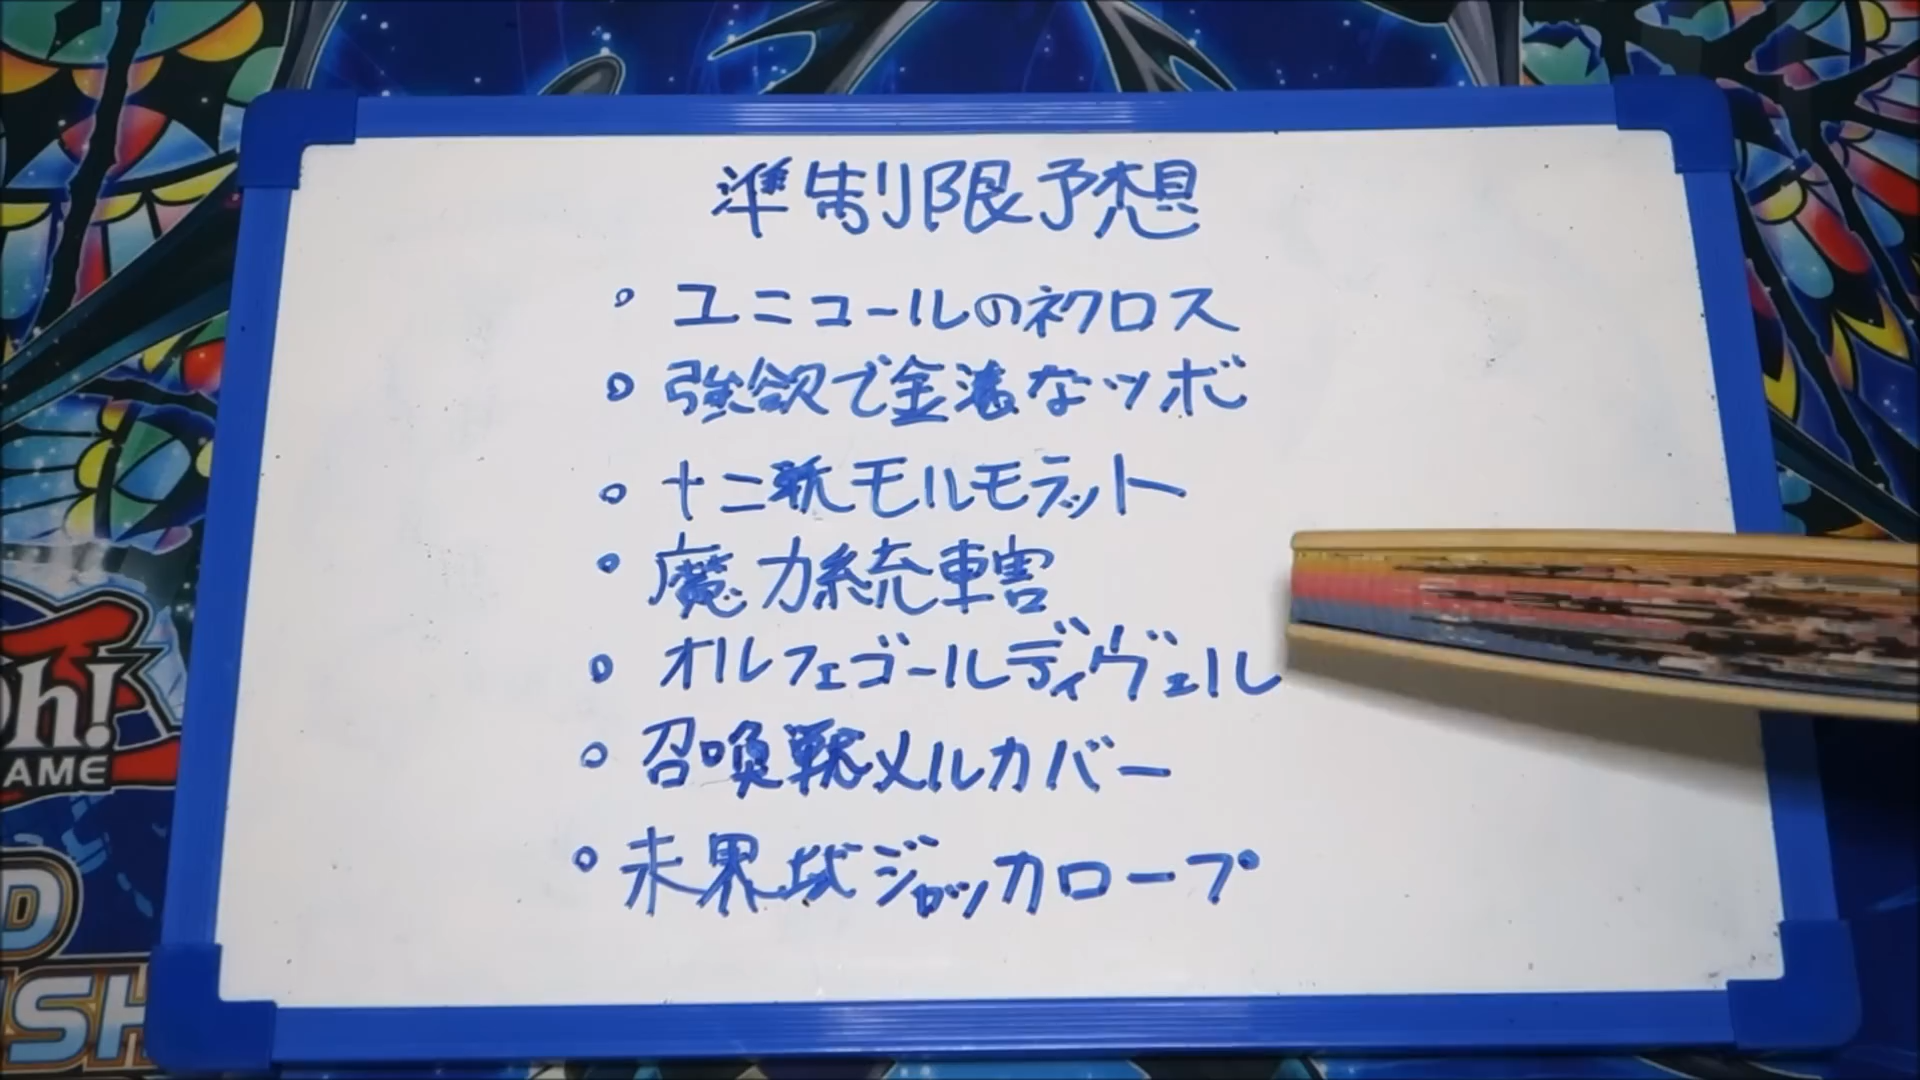 準制限予想
・ユニコールのネクロス
・強欲で金満なツボ
・十二獣モルモラット
・魔力統轄
・オルフェゴールディヴェル
・召喚獣メルカバー
・未界域ジャッカロープ
oh!
AME
D
SH